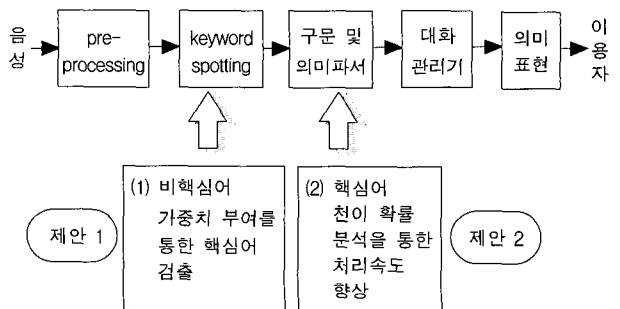 음성
pre-
processing
keyword
spotting
구문 및
의미파서
대화
관리기
의미
표현
이용자
(1) 비핵심어
가중치 부여를
통한 핵심어
검출
제안 1
(2) 핵심어
천이 확률
분석을 통한
처리속도
향상
제안 2